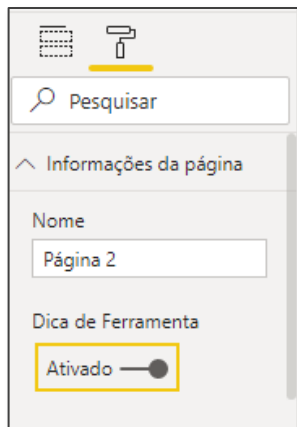 Pesquisar
Informações da página
Nome
Página 2
Dica de Ferramenta
Ativado